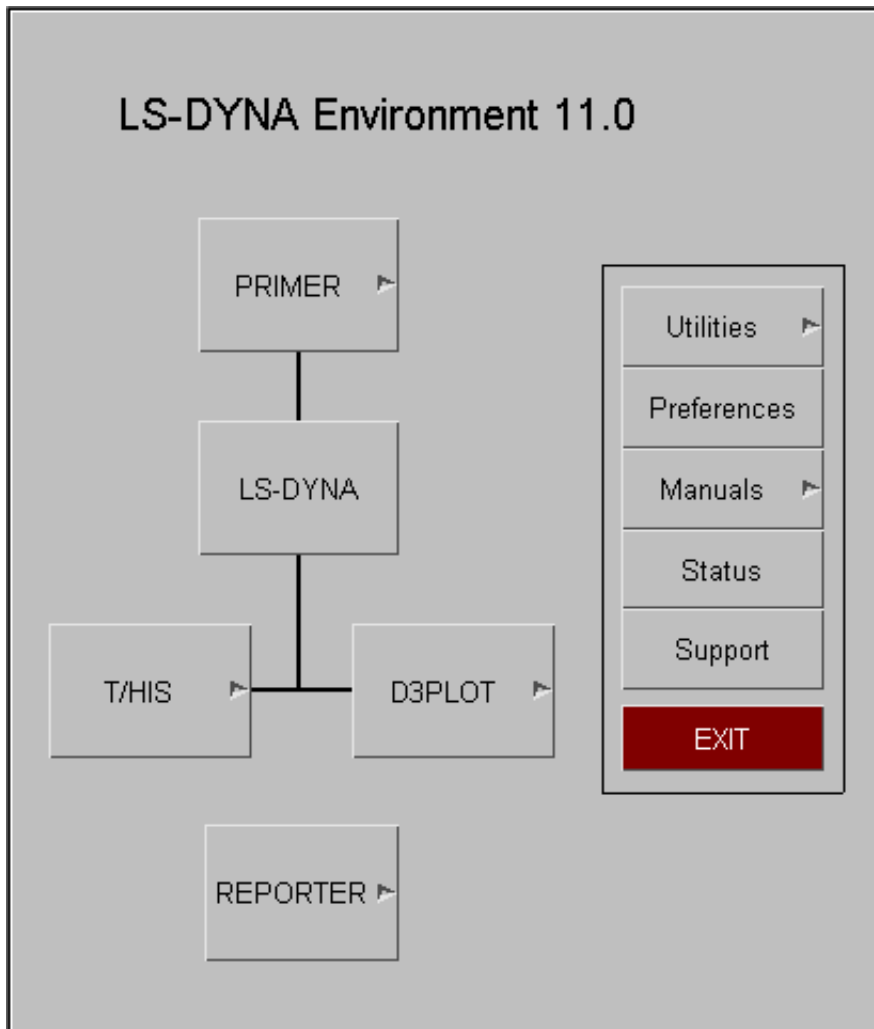 LS-DYNA Environment 11.0
PRIMER
LS-DYNA
T/HIS
D3PLOT
REPORTER
Utilities
Preferences
Manuals
Status
Support
EXIT